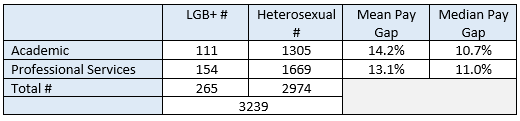 LGB+ # Heterosexual # Mean Pay Gap Median Pay Gap
Academic 111 1305 14.2% 10.7%
Professional Services 154 1669 13.1% 11.0%
Total # 265 2974
3239